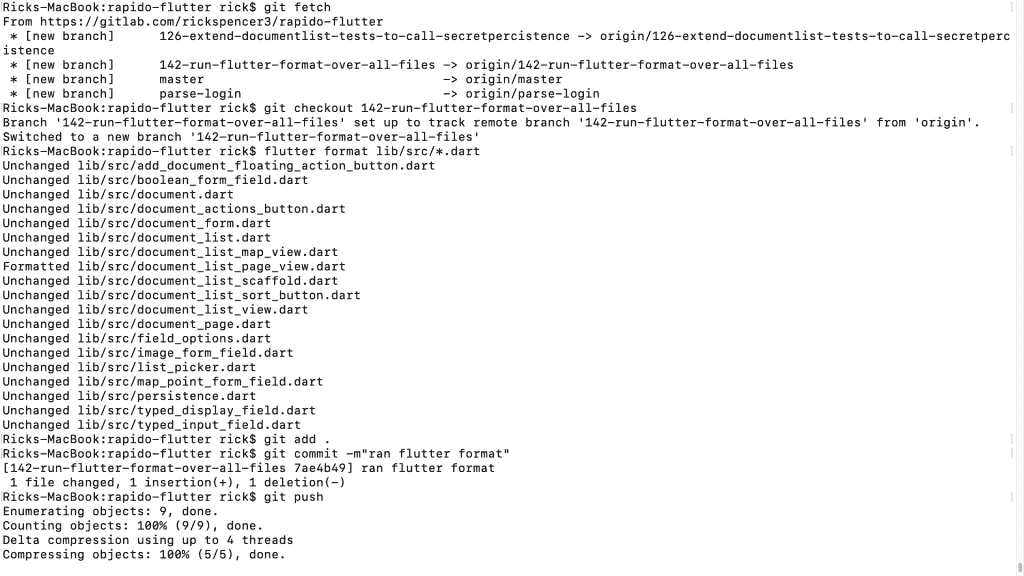 Ricks-MacBook:rapido-flutter rick$ git fetch
From https://gitlab.com/rickspencer3/rapido-flutter
 * [new branch]      126-extend-documentlist-tests-to-call-secretpercistence -> origin/126-extend-documentlist-tests-to-call-secretperc
istence
 * [new branch]      142-run-flutter-format-over-all-files -> origin/142-run-flutter-format-over-all-files
 * [new branch]      master                                -> origin/master
 * [new branch]      parse-login                           -> origin/parse-login
Ricks-MacBook:rapido-flutter rick$ git checkout 142-run-flutter-format-over-all-files
Branch '142-run-flutter-format-over-all-files' set up to track remote branch '142-run-flutter-format-over-all-files' from 'origin'.
Switched to a new branch '142-run-flutter-format-over-all-files'
Ricks-MacBook:rapido-flutter rick$ flutter format lib/src/*.dart
Unchanged lib/src/add_document_floating_action_button.dart
Unchanged lib/src/boolean_form_field.dart
Unchanged lib/src/document.dart
Unchanged lib/src/document_actions_button.dart
Unchanged lib/src/document_form.dart
Unchanged lib/src/document_list.dart
Unchanged lib/src/document_list_map_view.dart
Formatted lib/src/document_list_page_view.dart
Unchanged lib/src/document_list_scaffold.dart
Unchanged lib/src/document_list_sort_button.dart
Unchanged lib/src/document_list_view.dart
Unchanged lib/src/document_page.dart
Unchanged lib/src/field_options.dart
Unchanged lib/src/image_form_field.dart
Unchanged lib/src/list_picker.dart
Unchanged lib/src/map_point_form_field.dart
Unchanged lib/src/persistence.dart
Unchanged lib/src/typed_display_field.dart
Unchanged lib/src/typed_input_field.dart
Ricks-MacBook:rapido-flutter rick$ git add .
Ricks-MacBook:rapido-flutter rick$ git commit -m"ran flutter format"
[142-run-flutter-format-over-all-files 7ae4b49] ran flutter format
 1 file changed, 1 insertion(+), 1 deletion(-)
Ricks-MacBook:rapido-flutter rick$ git push
Enumerating objects: 9, done.
Counting objects: 100% (9/9), done.
Delta compression using up to 4 threads
Compressing objects: 100% (5/5), done.